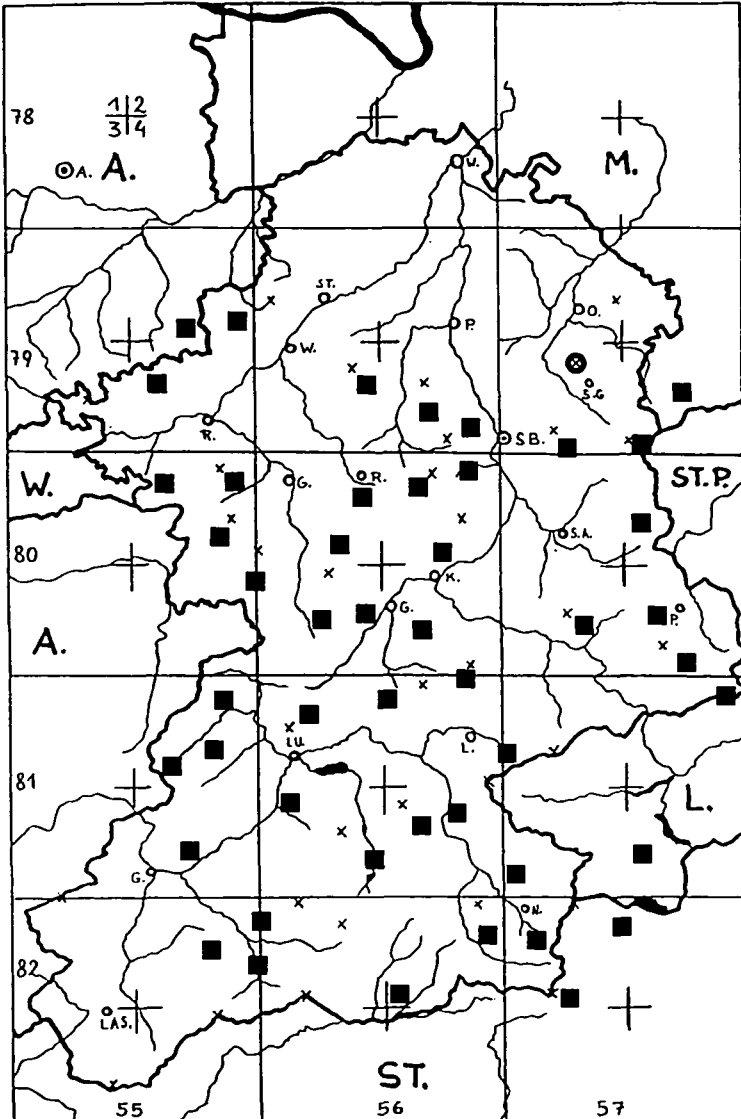 78
1 2
3 4
A. A.
W.
M.
ST.
O.
P.
W.
79
S.G
R.
S.B.
W.
G.
R.
ST.P.
S.A.
80
K.
G.
P.
A.
LU.
L.
81
L.
G.
N.
82
LAS.
ST.
55 56 57